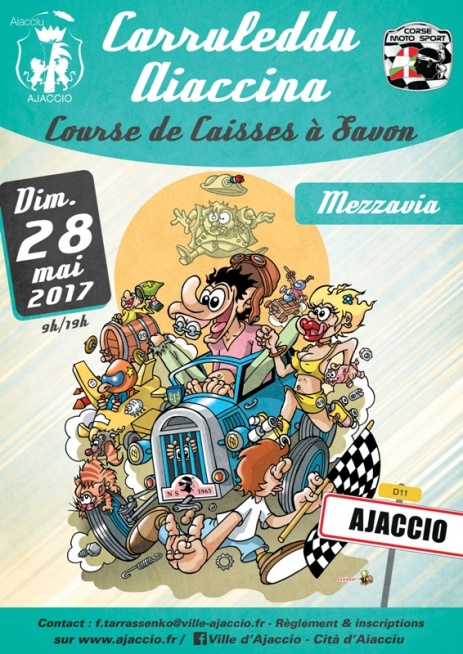 Aiacciu
AJACCIO
CORSE
MOTO SPORT
Carruleddu
Aiaccina
Course de Caisses à Savon
Dim.
28
mai
2017
9h/19h
Mezzavia
N S 1965
D11
AJACCIO
Contact : f.tarrassenko@ville-ajaccio.fr - Règlement & inscriptions
sur www.ajaccio.fr / Ville d'Ajaccio - Cità d'Aiacciu